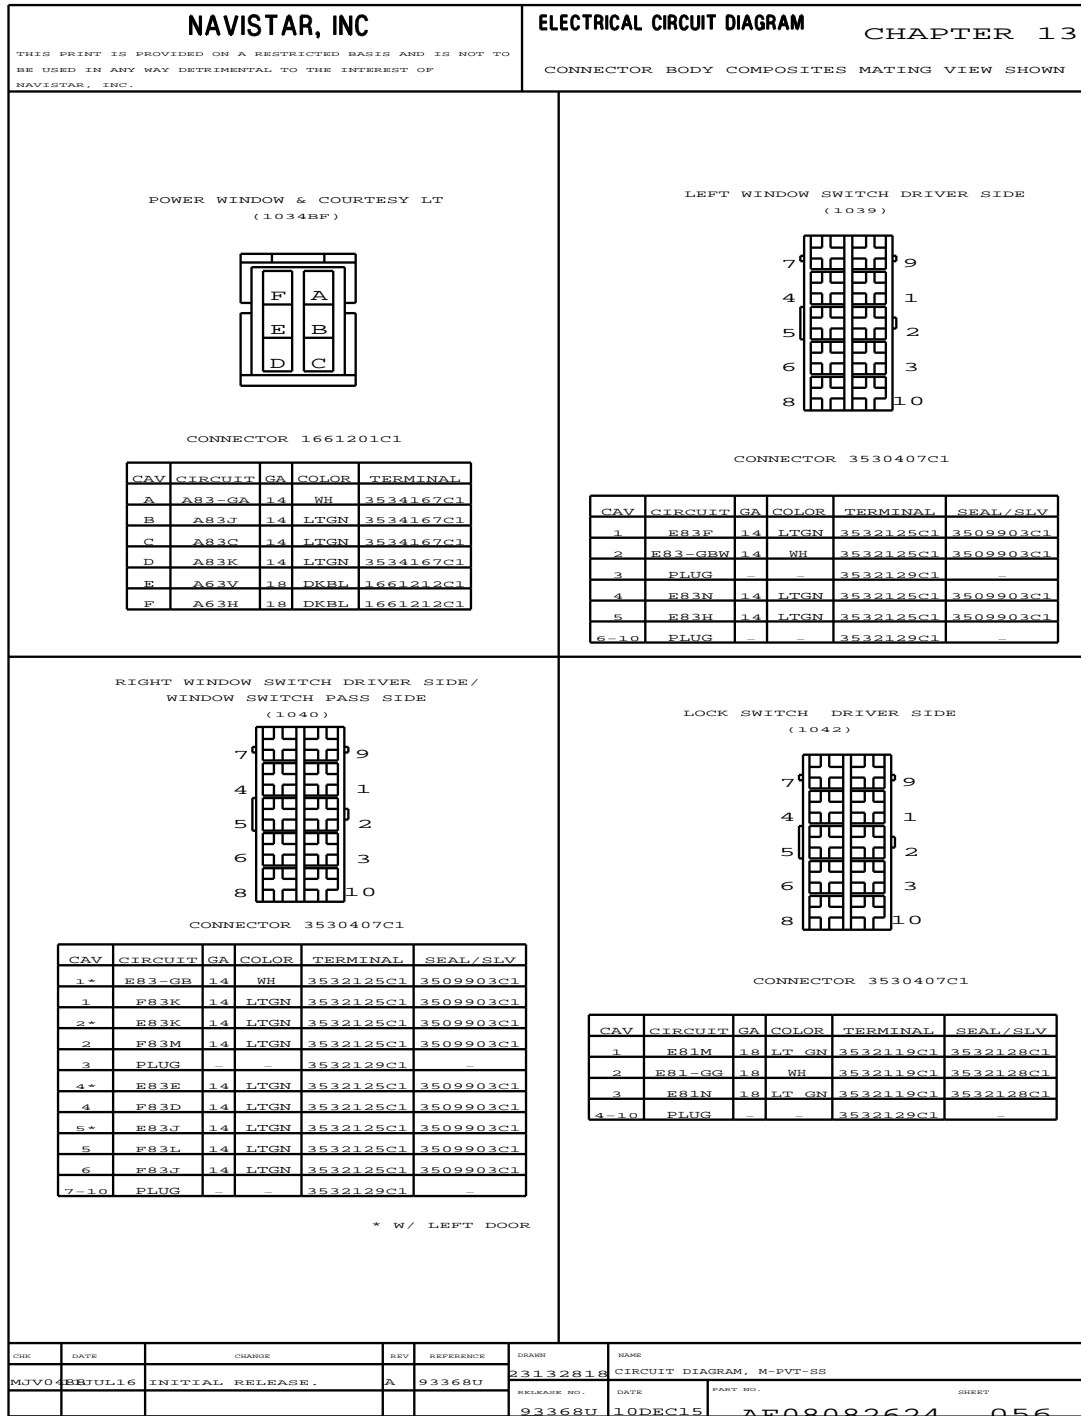 NAVISTAR, INC
THIS PRINT IS PROVIDED ON A RESTRICTED BASIS AND IS NOT TO
BE USED IN ANY WAY DETRIMENTAL TO THE INTEREST OF
NAVISTAR, INC.
ELECTRICAL CIRCUIT DIAGRAM
CHAPTER 13
CONNECTOR BODY COMPOSITES MATING VIEW SHOWN
POWER WINDOW & COURTESY LT
(1034BF)
F A
E B
D C
CONNECTOR 1661201C1
CAV CIRCUIT GA COLOR TERMINAL
A A83-GA 14 WH 3534167C1
B A83J 14 LTGN 3534167C1
C A83C 14 LTGN 3534167C1
D A83K 14 LTGN 3534167C1
E A63V 18 DKBL 1661212C1
F A63H 18 DKBL 1661212C1
LEFT WINDOW SWITCH DRIVER SIDE
(1039)
7 9
4 1
5 2
6 3
8 10
CONNECTOR 3530407C1
CAV CIRCUIT GA COLOR TERMINAL SEAL/SLV
1 E83F 14 LTGN 3532125C1 3509903C1
2 E83-GBW 14 WH 3532125C1 3509903C1
3 PLUG - - 3532129C1 -
4 E83N 14 LTGN 3532125C1 3509903C1
5 E83H 14 LTGN 3532125C1 3509903C1
6-10 PLUG - - 3532129C1 -
RIGHT WINDOW SWITCH DRIVER SIDE/
WINDOW SWITCH PASS SIDE
(1040)
7 9
4 1
5 2
6 3
8 10
CONNECTOR 3530407C1
CAV CIRCUIT GA COLOR TERMINAL SEAL/SLV
1* E83-GB 14 WH 3532125C1 3509903C1
1 F83K 14 LTGN 3532125C1 3509903C1
2* E83K 14 LTGN 3532125C1 3509903C1
2 F83M 14 LTGN 3532125C1 3509903C1
3 PLUG - - 3532129C1 -
4* E83E 14 LTGN 3532125C1 3509903C1
4 F83D 14 LTGN 3532125C1 3509903C1
5* E83J 14 LTGN 3532125C1 3509903C1
5 F83L 14 LTGN 3532125C1 3509903C1
6 F83J 14 LTGN 3532125C1 3509903C1
7-10 PLUG - - 3532129C1 -
* W/ LEFT DOOR
LOCK SWITCH DRIVER SIDE
(1042)
7 9
4 1
5 2
6 3
8 10
CONNECTOR 3530407C1
CAV CIRCUIT GA COLOR TERMINAL SEAL/SLV
1 E81M 18 LT GN 3532119C1 3532128C1
2 E81-GG 18 WH 3532119C1 3532128C1
3 E81N 18 LT GN 3532119C1 3532128C1
4-10 PLUG - - 3532129C1 -
CHK DATE CHANGE REV REFERENCE
INITIAL RELEASE. A 93368U
DRAWN
23132818
NAME
CIRCUIT DIAGRAM, M-PVT-SS
RELEASE NO.
93368U
DATE
10DEC15
PART NO.
AF08082624
SHEET
056